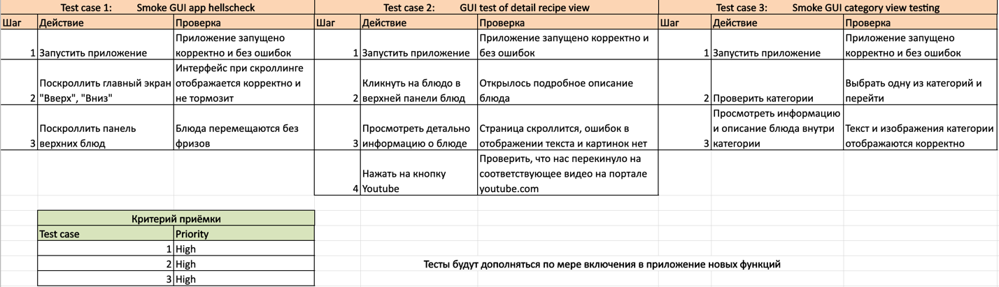 Test case 1: Smoke GUI app hellscheck
Шаг Действие Проверка
1 Запустить приложение Приложение запущено
корректно и без ошибок
2 Поскроллить главный экран
"Вверх", "Вниз"
Интерфейс при скроллинге
отображается корректно и
не тормозит
3 Поскроллить панель
верхних блюд
Блюда перемещаются без
фризов
Test case 2: GUI test of detail recipe view
Шаг Действие Проверка
1 Запустить приложение Приложение запущено корректно и
без ошибок
2 Кликнуть на блюдо в
верхней панели блюд
Открылось подробное описание
блюда
3 Просмотреть детально
информацию о блюде
Страница скроллится, ошибок в
отображении текста и картинок нет
4 Нажать на кнопку
Youtube
Проверить, что нас перекинуло на
соответствующее видео на портале
youtube.com
Test case 3: Smoke GUI category view testing
Шаг Действие Проверка
1 Запустить приложение Приложение запущено
корректно и без ошибок
2 Проверить категории Выбрать одну из категорий и
перейти
3 Просмотреть информацию
и описание блюда внутри
категории
Текст и изображения категории
отображаются корректно
Критерий приёмки
Test case Priority
1 High
2 High
3 High
Тесты будут дополняться по мере включения в приложение новых функций